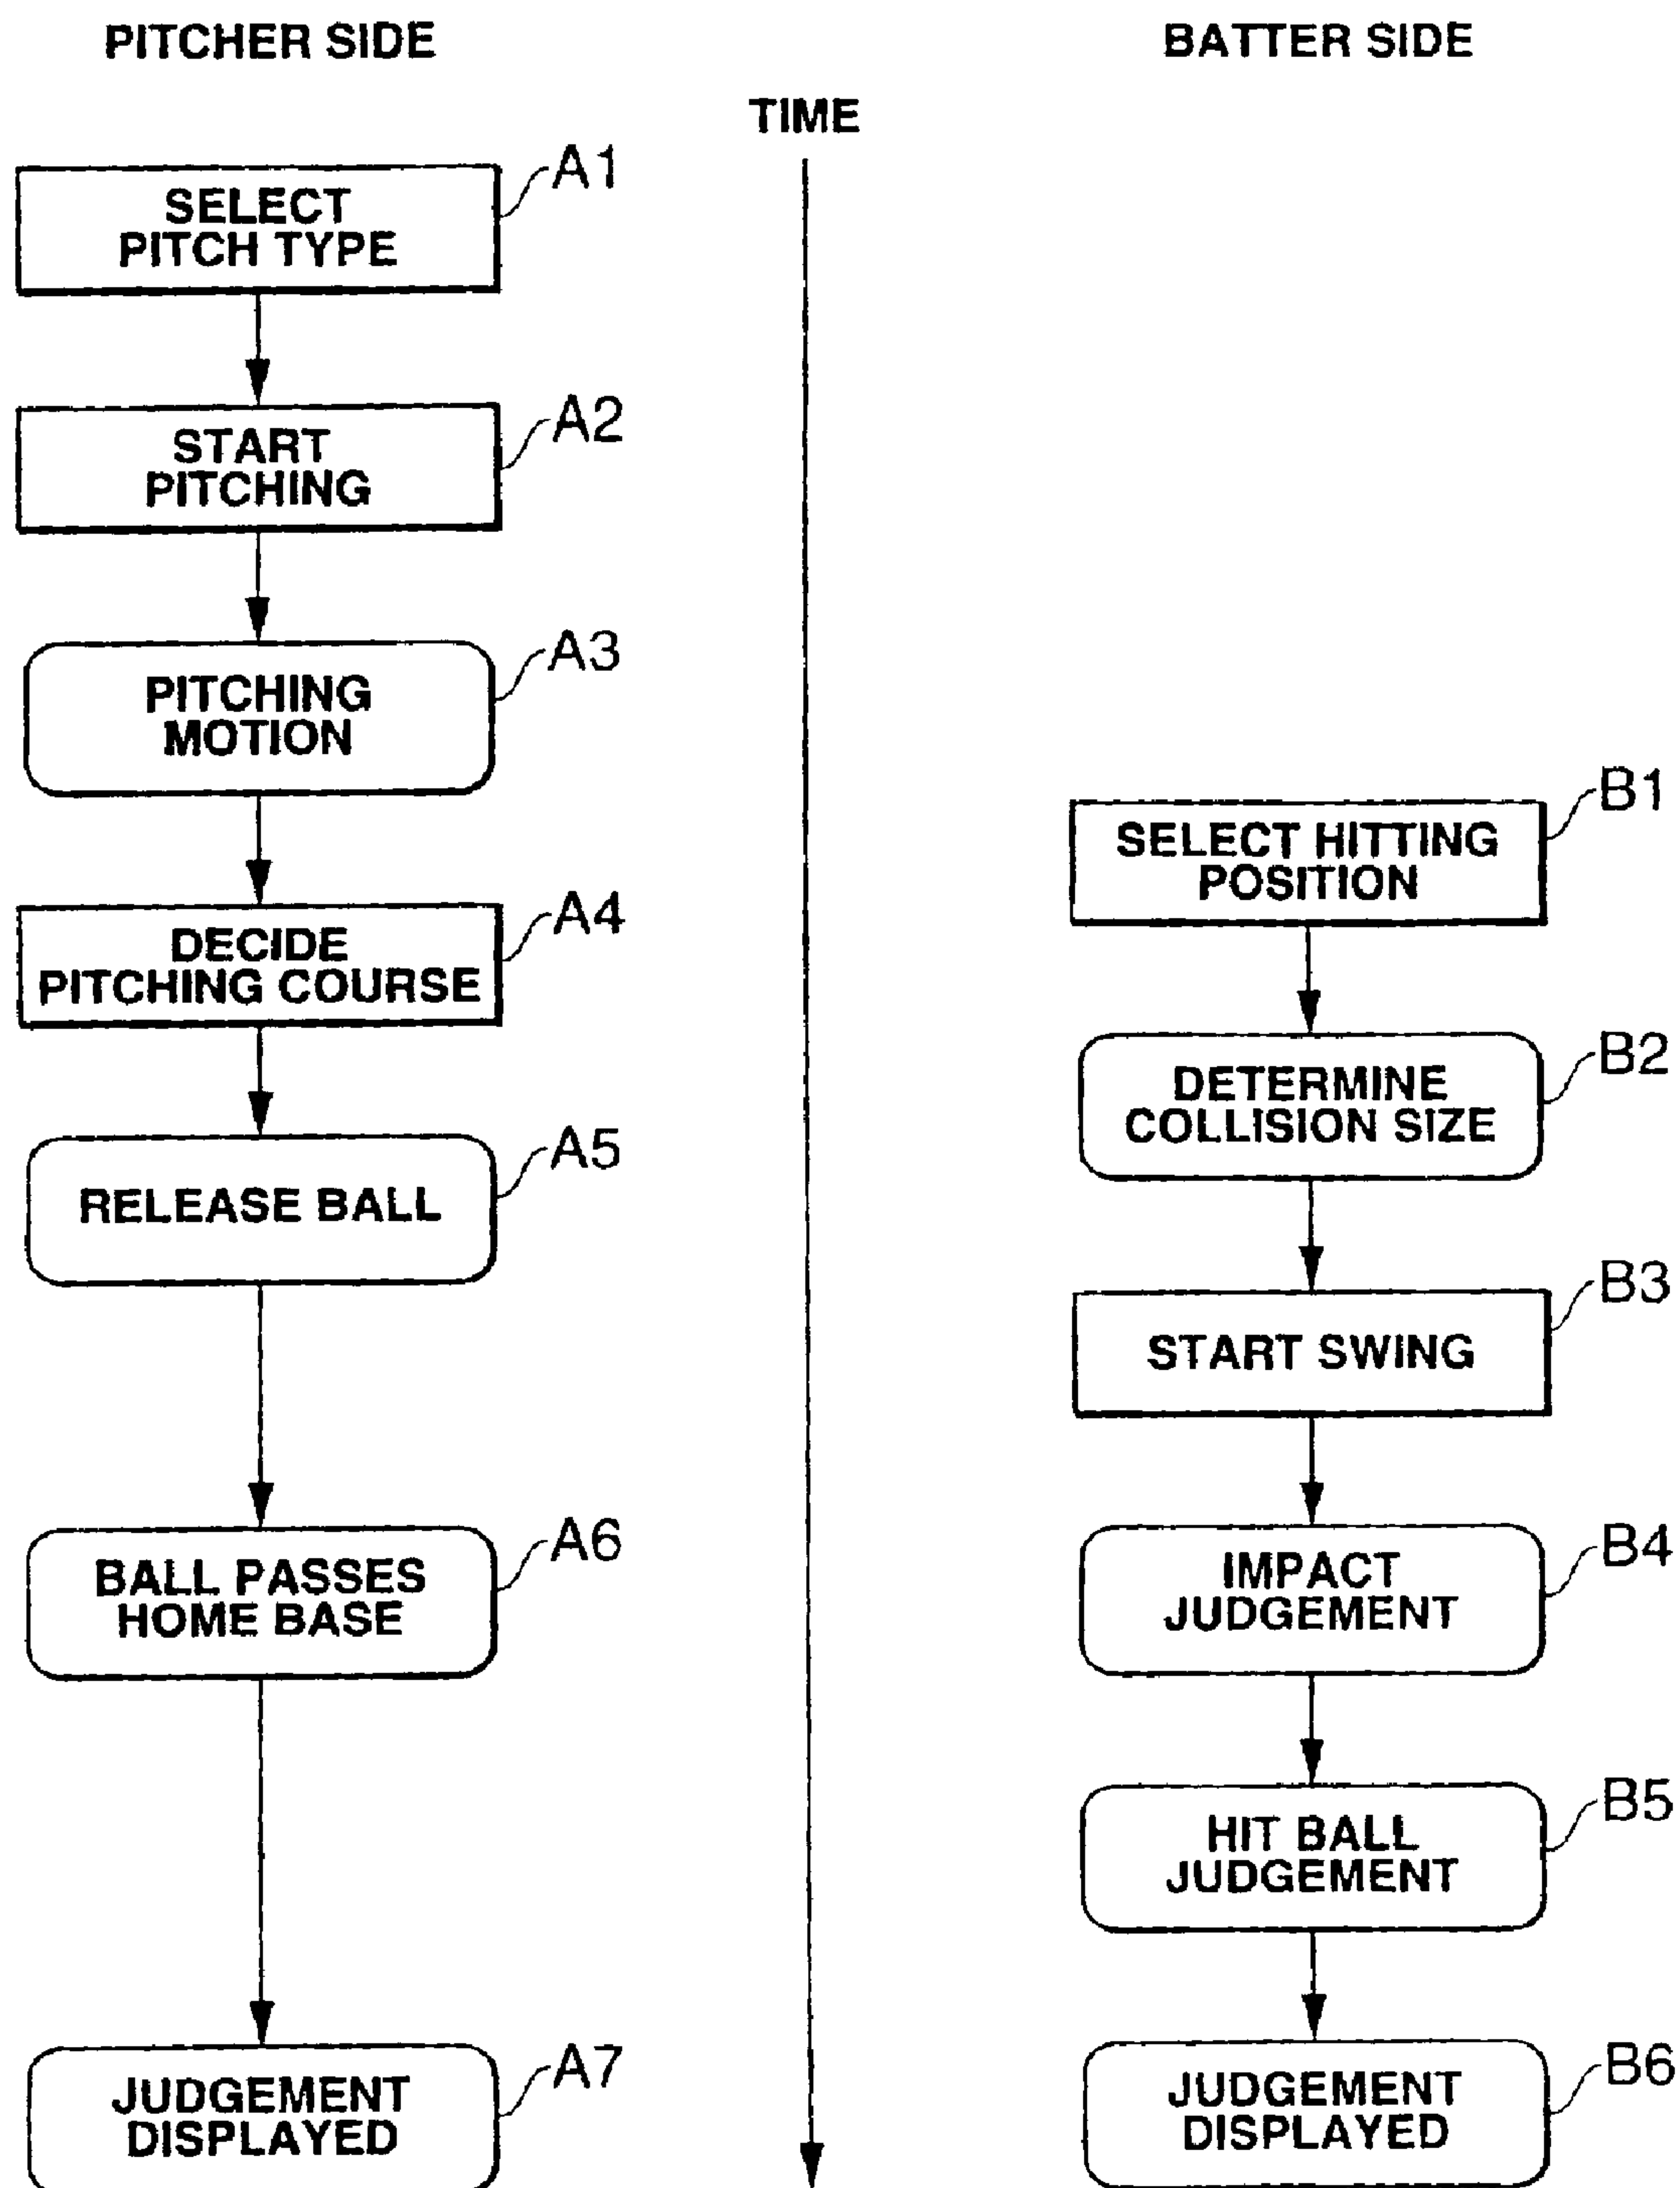 PITCHER SIDE
BATTER SIDE
TIME
A1
SELECT
PITCH TYPE
A2
START
PITCHING
A3
PITCHING
MOTION
A4
DECIDE
PITCHING COURSE
A5
RELEASE BALL
A6
BALL PASSES
HOME BASE
A7
JUDGEMENT
DISPLAYED
B1
SELECT HITTING
POSITION
B2
DETERMINE
COLLISION SIZE
B3
START SWING
B4
IMPACT
JUDGEMENT
B5
HIT BALL
JUDGEMENT
B6
JUDGEMENT
DISPLAYED